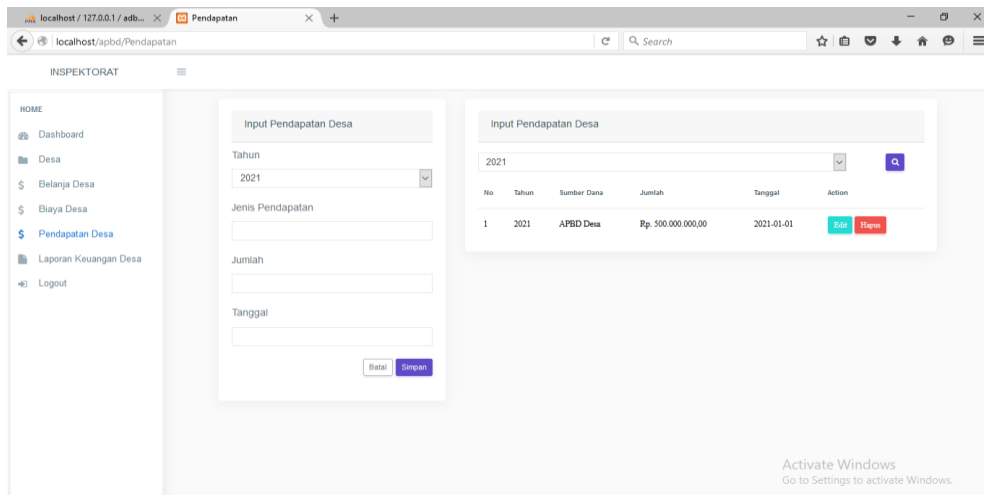 localhost / 127.0.0.1 / adb...
Pendapatan
localhost/apbd/Pendapatan
Search
INSPEKTORAT
HOME
Dashboard
Desa
$ Belanja Desa
$ Biaya Desa
$ Pendapatan Desa
Laporan Keuangan Desa
Logout
Input Pendapatan Desa
Tahun
2021
Jenis Pendapatan
Jumlah
Tanggal
Batal Simpan
Input Pendapatan Desa
2021
No Tahun Sumber Dana Jumlah Tanggal Action
1 2021 APBD Desa Rp. 500.000.000,00 2021-01-01 Edit Hapus
Activate Windows
Go to Settings to activate Windows.